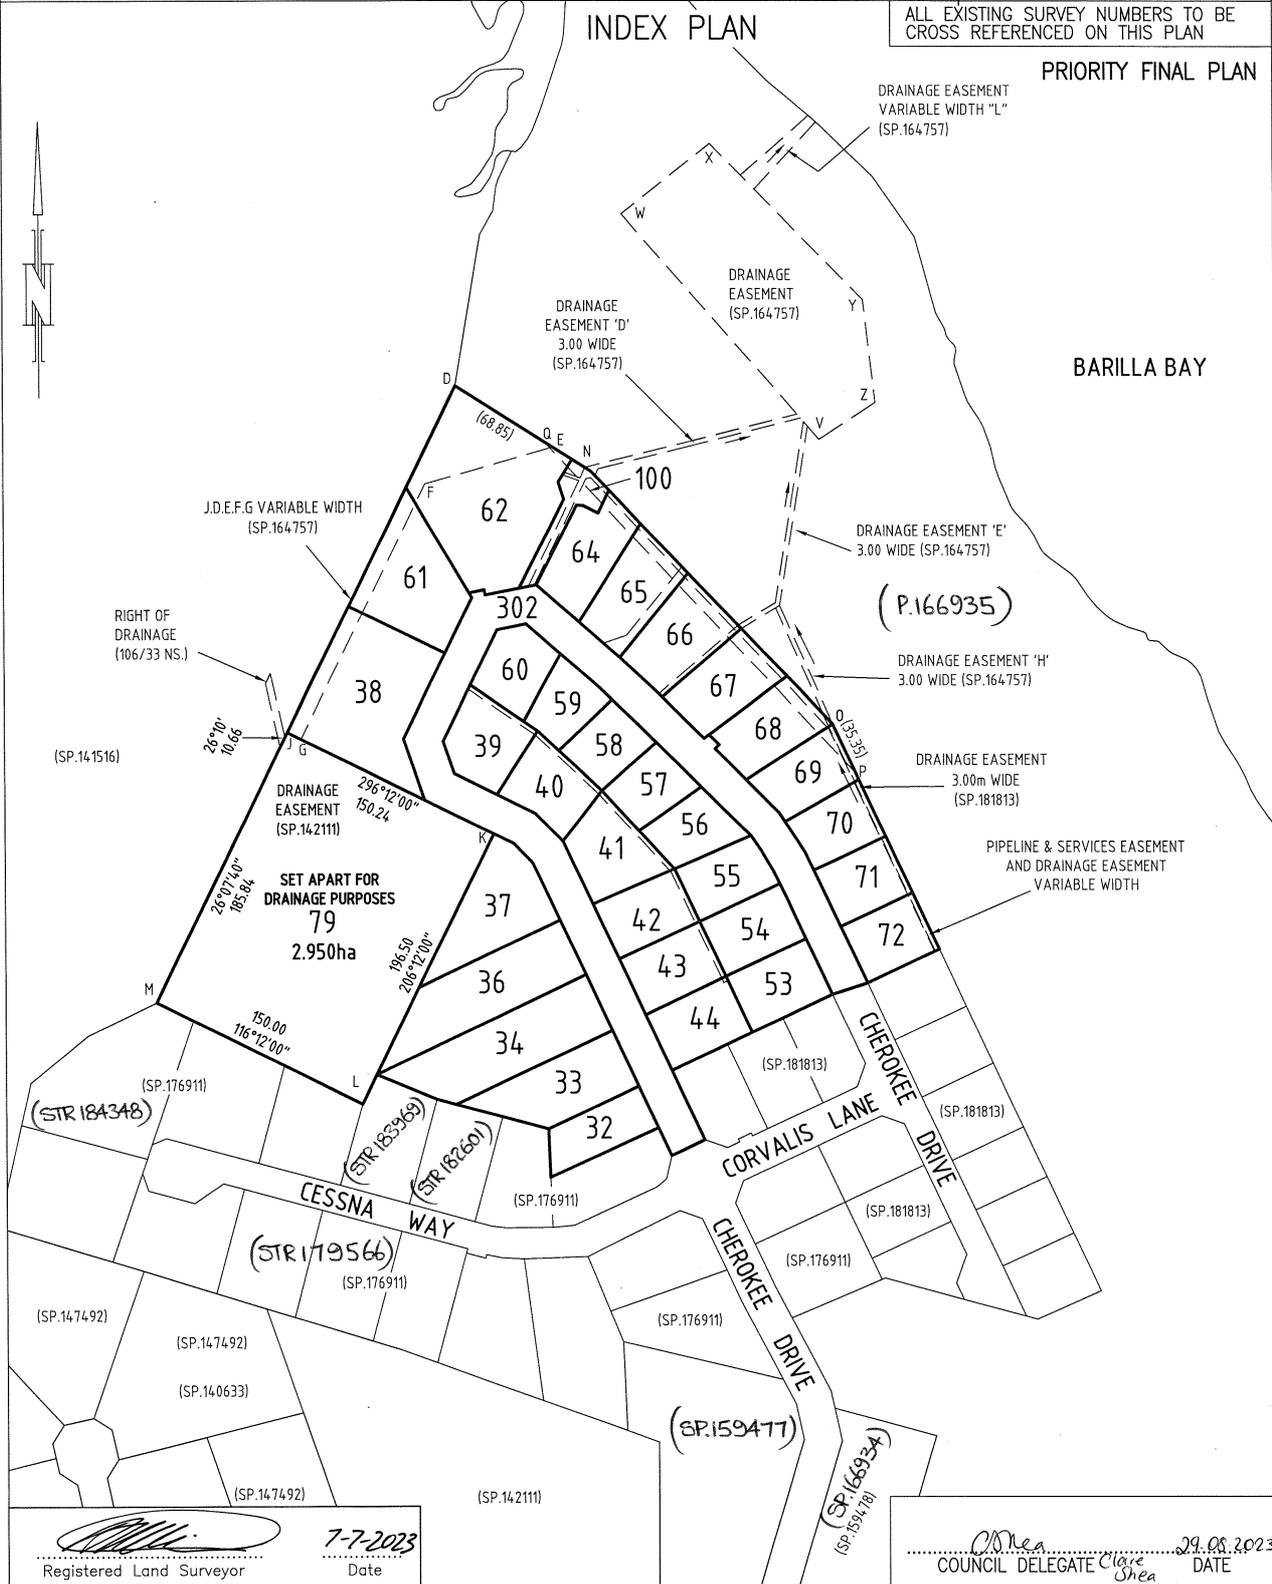 INDEX PLAN
ALL EXISTING SURVEY NUMBERS TO BE
CROSS REFERENCED ON THIS PLAN
PRIORITY FINAL PLAN
DRAINAGE EASEMENT
VARIABLE WIDTH "L"
(SP.164757)
N
X
W
DRAINAGE
EASEMENT
(SP.164757)
Y
Z
V
DRAINAGE
EASEMENT 'D'
3.00 WIDE
(SP.164757)
BARILLA BAY
D
(68.85)
Q E
N
100
F
62
J.D.E.F.G VARIABLE WIDTH
(SP.164757)
64
DRAINAGE EASEMENT 'E'
3.00 WIDE (SP.164757)
61
65
302
(P.166935)
RIGHT OF
DRAINAGE
(106/33 NS.)
66
DRAINAGE EASEMENT 'H'
3.00 WIDE (SP.164757)
60
67
38
59
O
(35.35)
68
26°10'
10.66
J G
39
58
(SP.141516)
P
DRAINAGE EASEMENT
3.00m WIDE
(SP.181813)
69
DRAINAGE
EASEMENT
(SP.142111)
296°12'00"
150.24
40
57
56
70
K
41
PIPELINE & SERVICES EASEMENT
AND DRAINAGE EASEMENT
VARIABLE WIDTH
26°07'40"
185.84
SET APART FOR
DRAINAGE PURPOSES
79
2.950ha
55
71
37
42
54
72
196.50
206°12'00"
43
36
53
M
150.00
116°12'00"
44
34
CHEROKEE DRIVE
(SP.181813)
L
33
(SP.176911)
(STR 184348)
(STR 183969)
(STR 182601)
32
CORVALIS LANE
(SP.181813)
CESSNA WAY
(SP.176911)
(SP.181813)
(STR179566)
(SP.176911)
CHEROKEE DRIVE
(SP.176911)
(SP.147492)
(SP.176911)
(SP.147492)
(SP.140633)
(SP.159477)
(SP.166934)
(SP.159478)
(SP.147492)
(SP.142111)
7-7-2023
Registered Land Surveyor
Date
CShea
29.08.2023
COUNCIL DELEGATE Clare
Shea
DATE